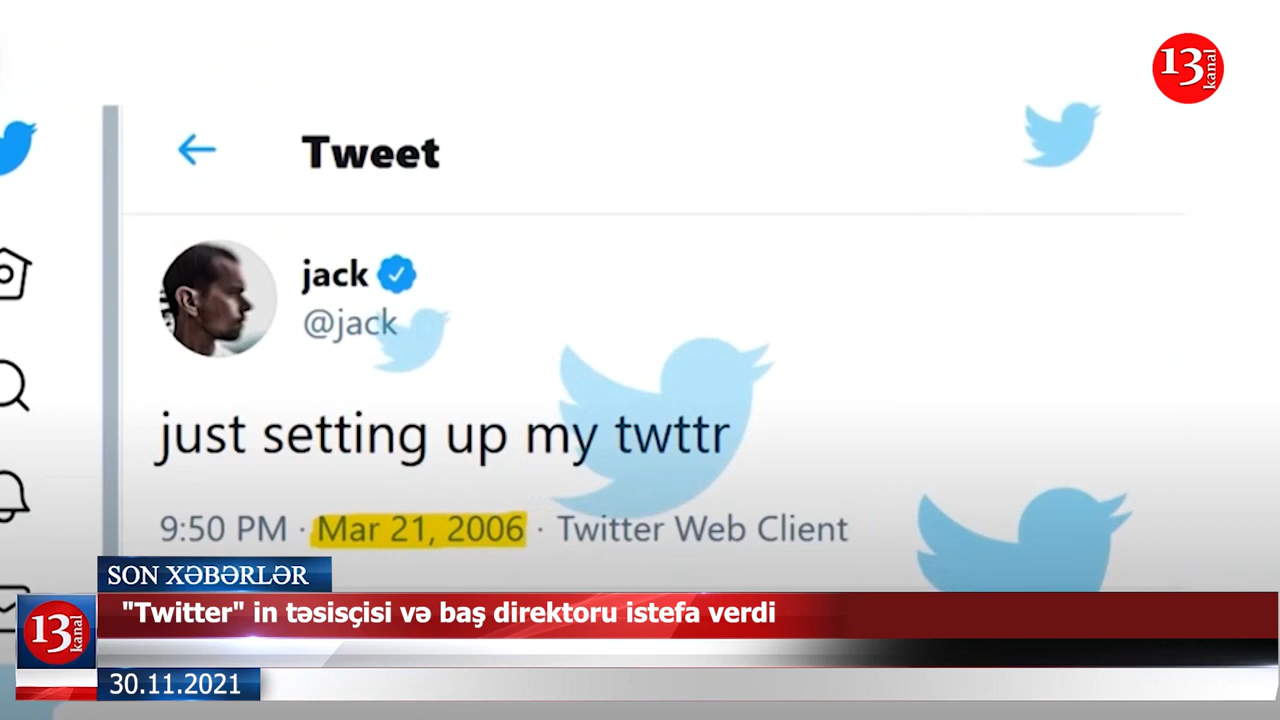 13 kanal
Tweet
jack
@jack
just setting up my twttr
9:50 PM · Mar 21, 2006 · Twitter Web Client
SON XƏBƏRLƏR
"Twitter" in təsisçisi və baş direktoru istefa verdi
13 kanal
30.11.2021